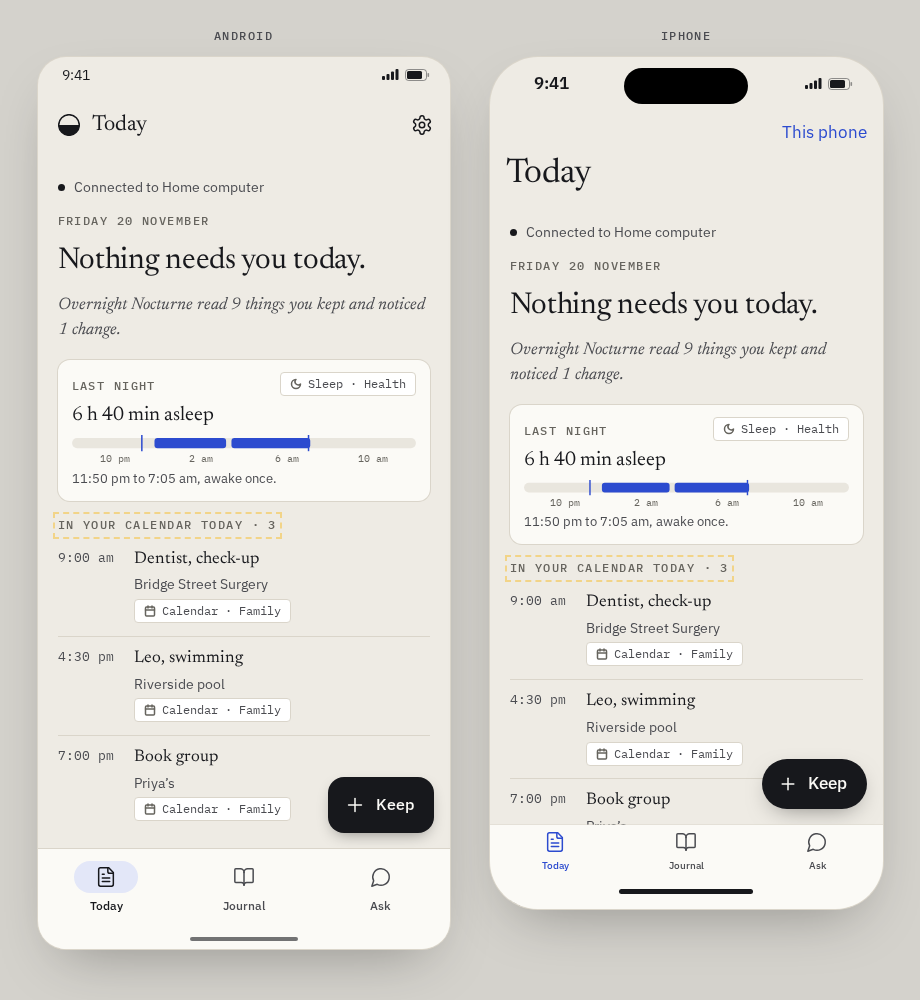 ANDROID
9:41
Today
Connected to Home computer
FRIDAY 20 NOVEMBER
Nothing needs you today.
Overnight Nocturne read 9 things you kept and noticed
1 change.
LAST NIGHT
Sleep · Health
6 h 40 min asleep
10 pm 2 am 6 am 10 am
11:50 pm to 7:05 am, awake once.
IN YOUR CALENDAR TODAY · 3
9:00 am Dentist, check-up
Bridge Street Surgery
Calendar · Family
4:30 pm Leo, swimming
Riverside pool
Calendar · Family
7:00 pm Book group
Priya’s
Calendar · Family
+ Keep
Today Journal Ask
IPHONE
9:41
This phone
Today
Connected to Home computer
FRIDAY 20 NOVEMBER
Nothing needs you today.
Overnight Nocturne read 9 things you kept and
noticed 1 change.
LAST NIGHT
Sleep · Health
6 h 40 min asleep
10 pm 2 am 6 am 10 am
11:50 pm to 7:05 am, awake once.
IN YOUR CALENDAR TODAY · 3
9:00 am Dentist, check-up
Bridge Street Surgery
Calendar · Family
4:30 pm Leo, swimming
Riverside pool
Calendar · Family
7:00 pm Book group
+ Keep
Today Journal Ask